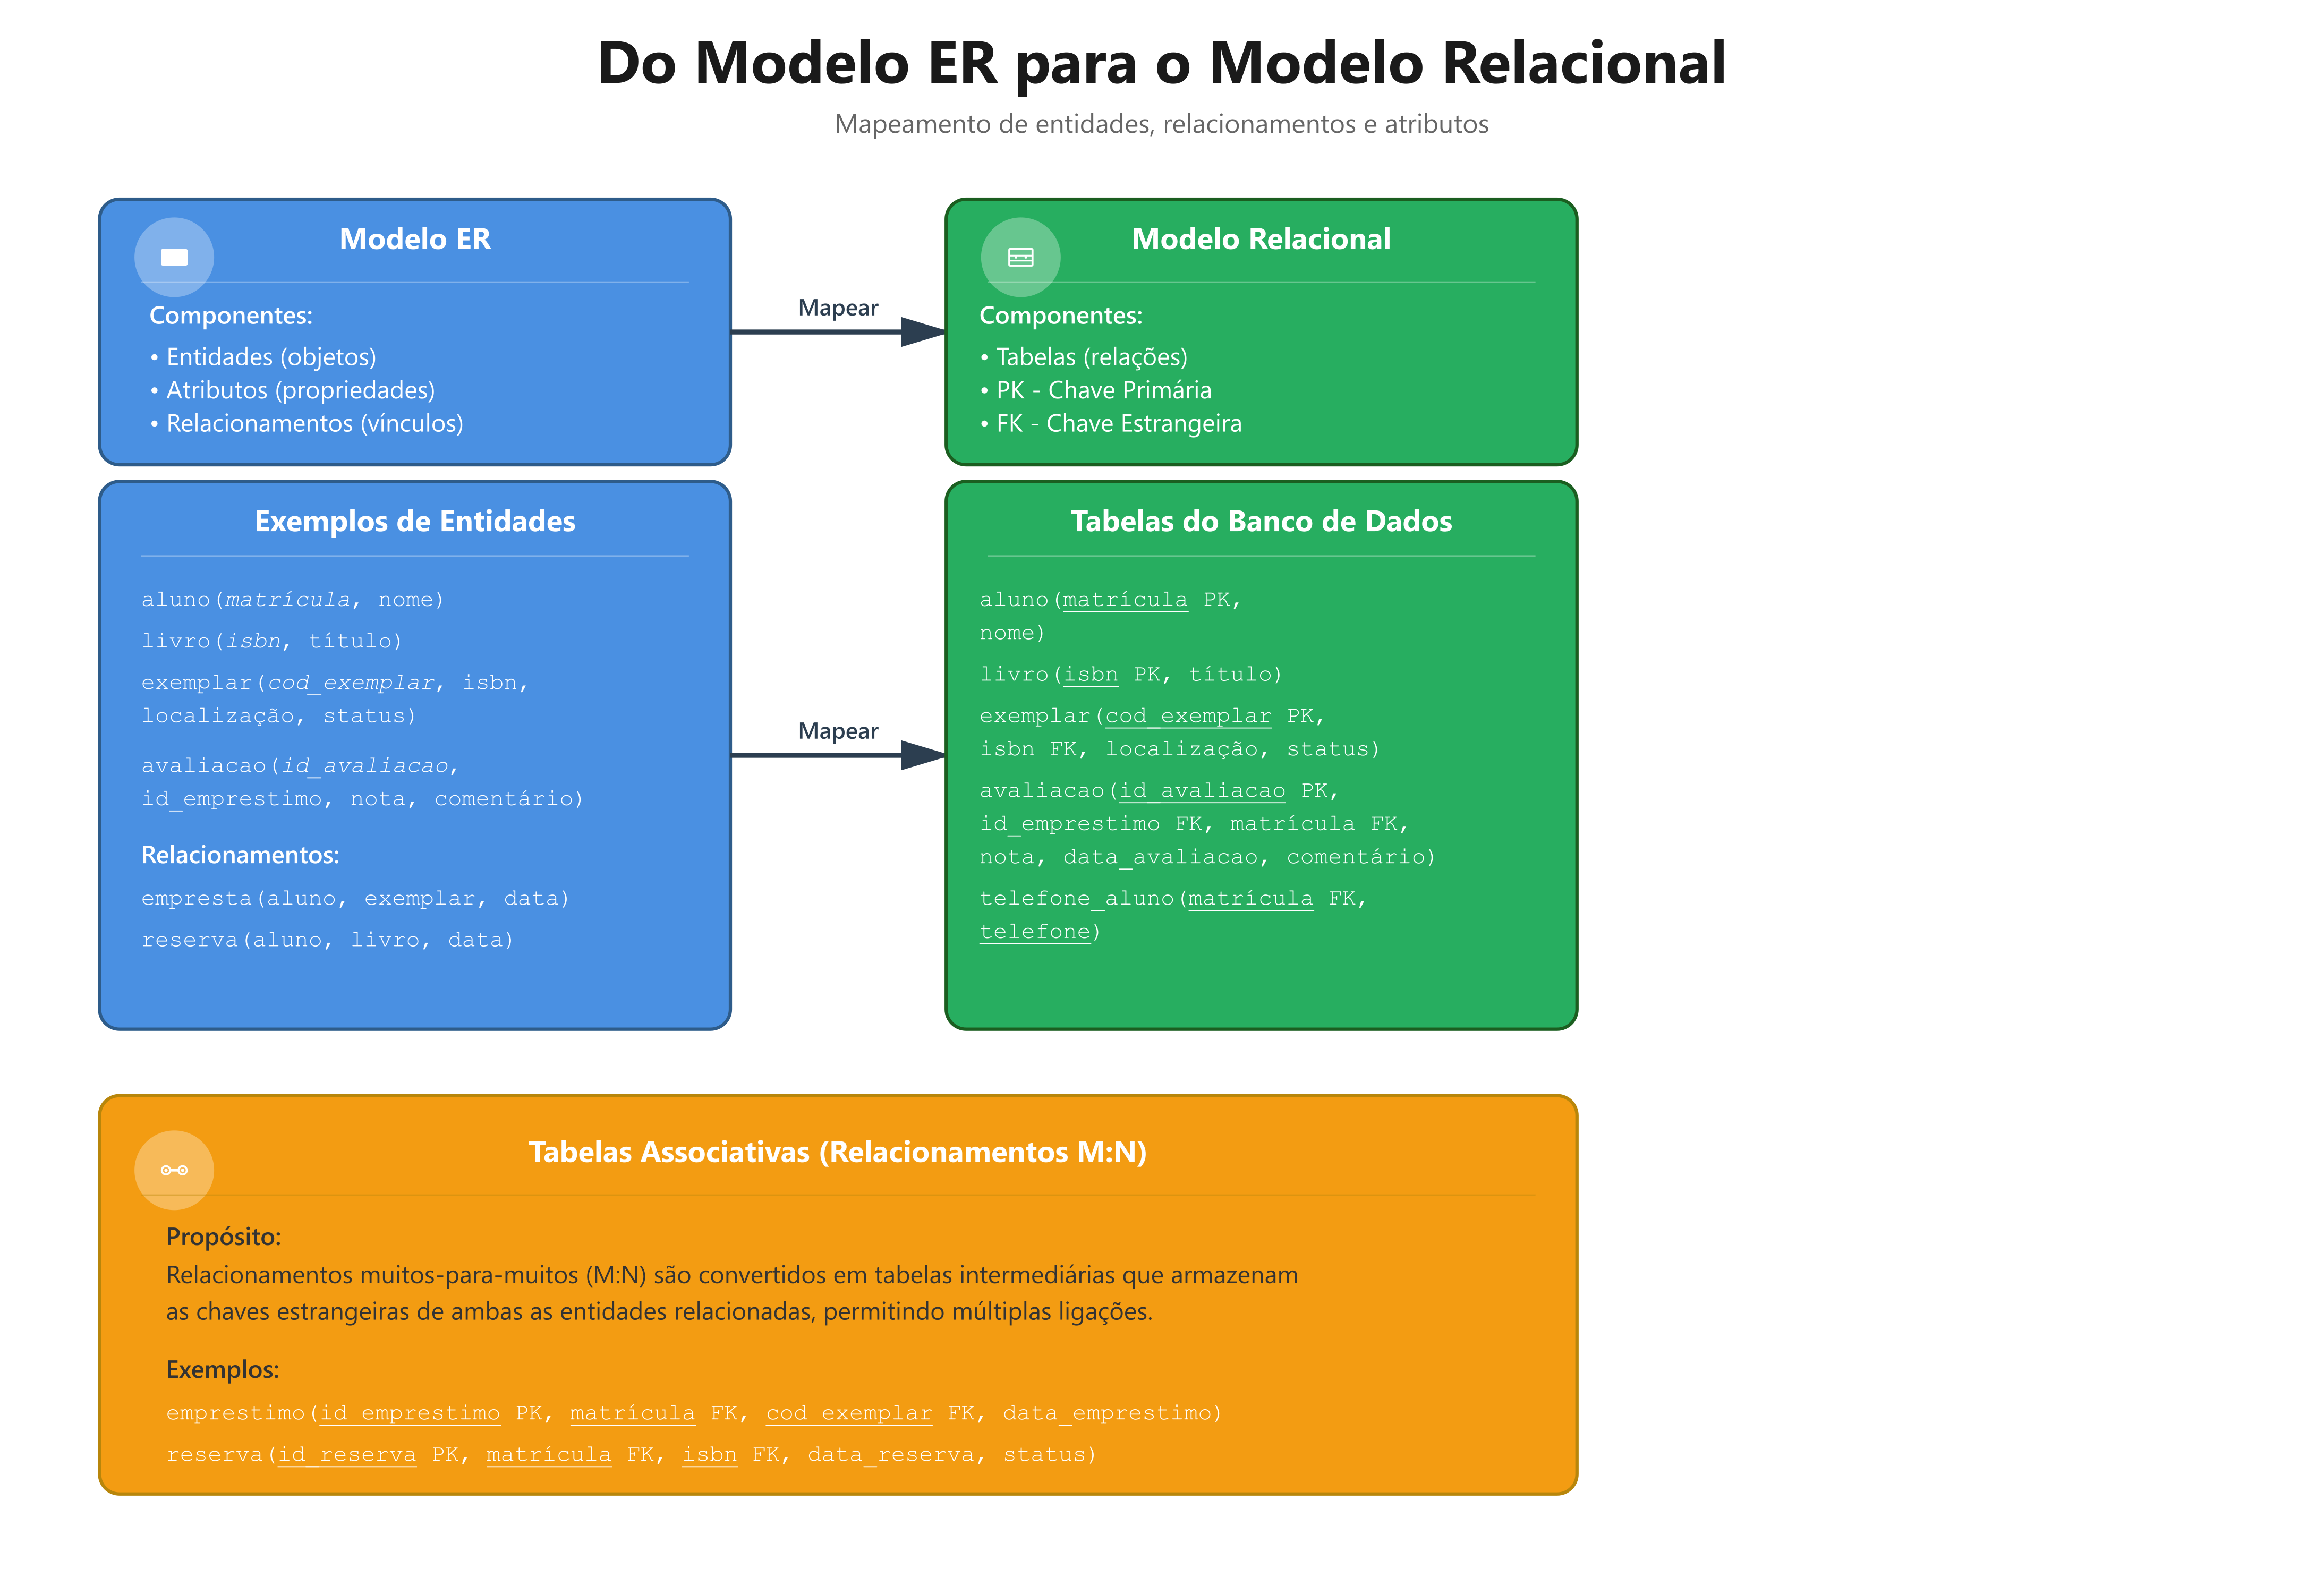 Do Modelo ER para o Modelo Relacional
Mapeamento de entidades, relacionamentos e atributos
Modelo ER
Componentes:
• Entidades (objetos)
• Atributos (propriedades)
• Relacionamentos (vínculos)
Mapear
Modelo Relacional
Componentes:
• Tabelas (relações)
• PK - Chave Primária
• FK - Chave Estrangeira
Exemplos de Entidades
aluno(matrícula, nome)
livro(isbn, título)
exemplar(cod_exemplar, isbn,
localização, status)
avaliacao(id_avaliacao,
id_emprestimo, nota, comentário)
Relacionamentos:
empresta(aluno, exemplar, data)
reserva(aluno, livro, data)
Mapear
Tabelas do Banco de Dados
aluno(matrícula PK,
nome)
livro(isbn PK, título)
exemplar(cod_exemplar PK,
isbn FK, localização, status)
avaliacao(id_avaliacao PK,
id_emprestimo FK, matrícula FK,
nota, data_avaliacao, comentário)
telefone_aluno(matrícula FK,
telefone)
Tabelas Associativas (Relacionamentos M:N)
Propósito:
Relacionamentos muitos-para-muitos (M:N) são convertidos em tabelas intermediárias que armazenam
as chaves estrangeiras de ambas as entidades relacionadas, permitindo múltiplas ligações.
Exemplos:
emprestimo(id_emprestimo PK, matrícula FK, cod_exemplar FK, data_emprestimo)
reserva(id_reserva PK, matrícula FK, isbn FK, data_reserva, status)